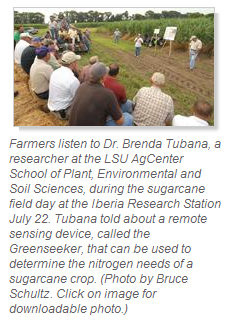 Farmers listen to Dr. Brenda Tubana, a
researcher at the LSU AgCenter
School of Plant, Environmental and
Soil Sciences, during the sugarcane
field day at the Iberia Research Station
July 22. Tubana told about a remote
sensing device, called the
Greenseeker, that can be used to
determine the nitrogen needs of a
sugarcane crop. (Photo by Bruce
Schultz. Click on image for
downloadable photo.)